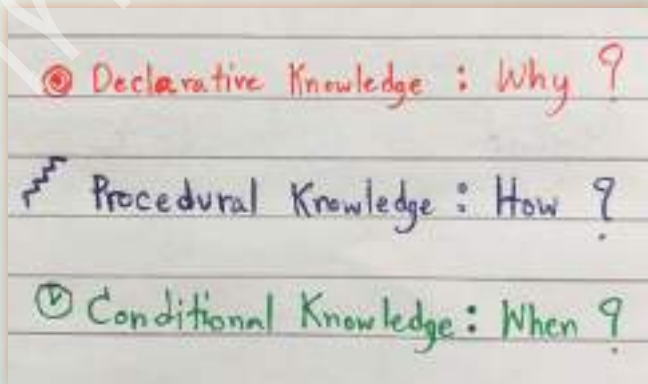 Declarative Knowledge : Why ?
Procedural Knowledge : How ?
Conditional Knowledge : When ?